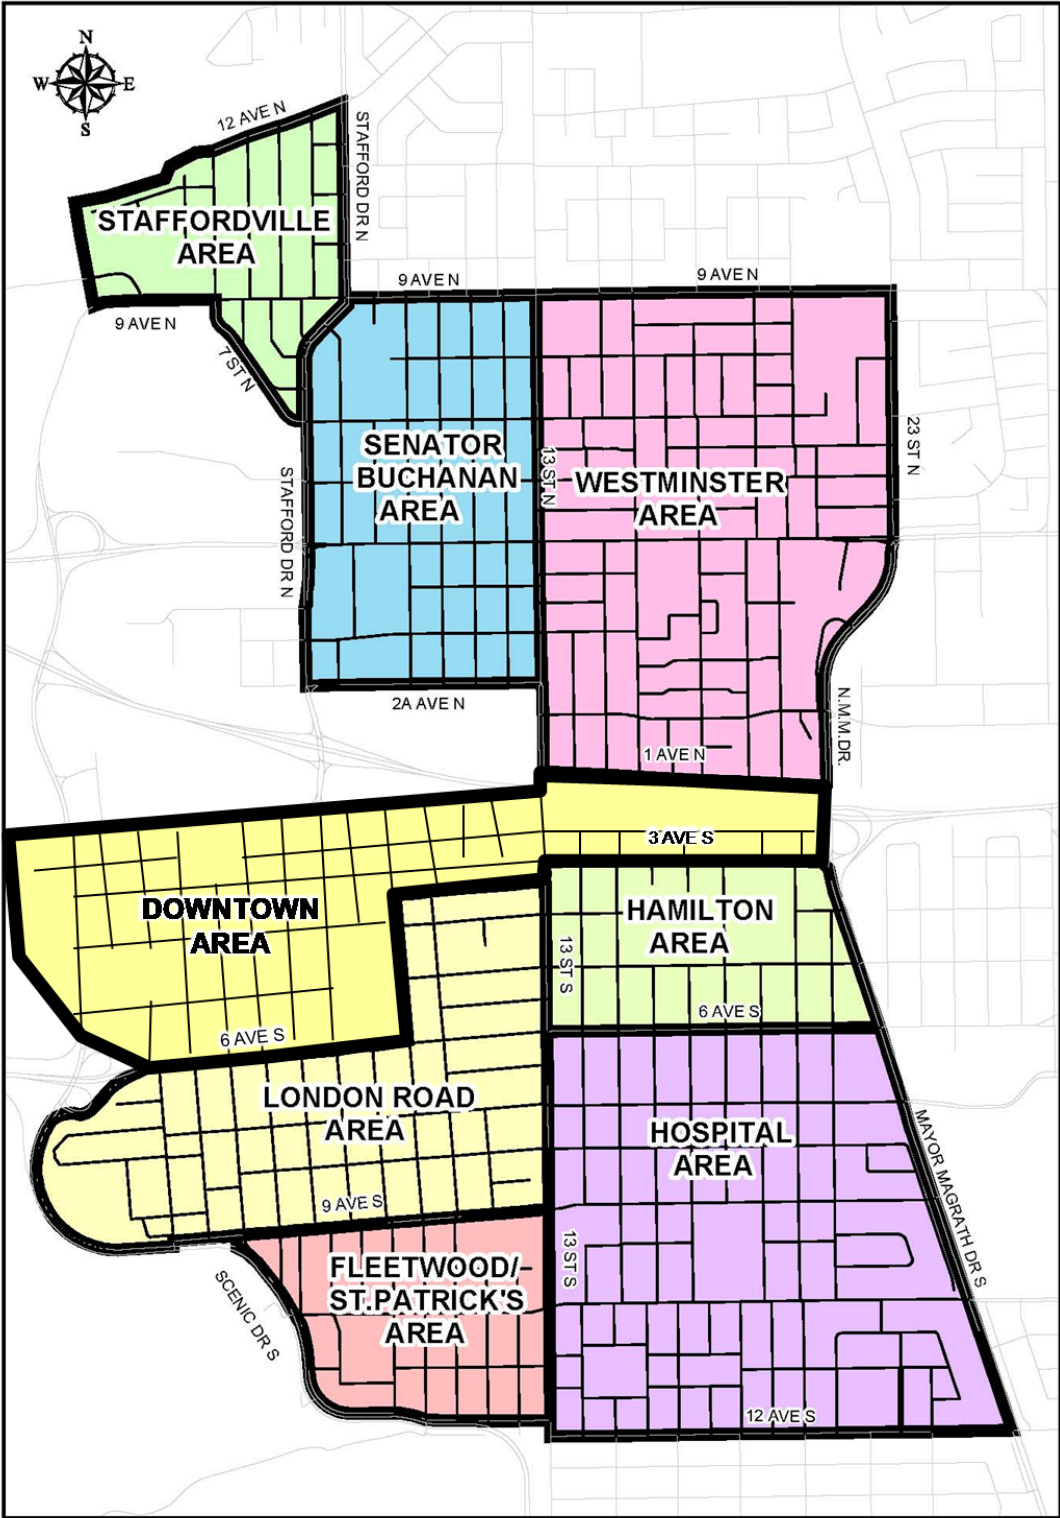 N
W E
S
12 AVE N
STAFFORD DR N
STAFFORDVILLE
AREA
9 AVE N
9 AVE N
9 AVE N
7 ST N
23 ST N
SENATOR
BUCHANAN
AREA
13 ST N
WESTMINSTER
AREA
STAFFORD DR N
2A AVE N
N.M.M.DR.
1 AVE N
3 AVE S
DOWNTOWN
AREA
HAMILTON
AREA
13 ST S
6 AVE S
6 AVE S
LONDON ROAD
AREA
HOSPITAL
AREA
MAYOR MAGRATH DR S
9 AVE S
13 ST S
FLEETWOOD/
ST.PATRICK'S
AREA
SCENIC DR S
12 AVE S